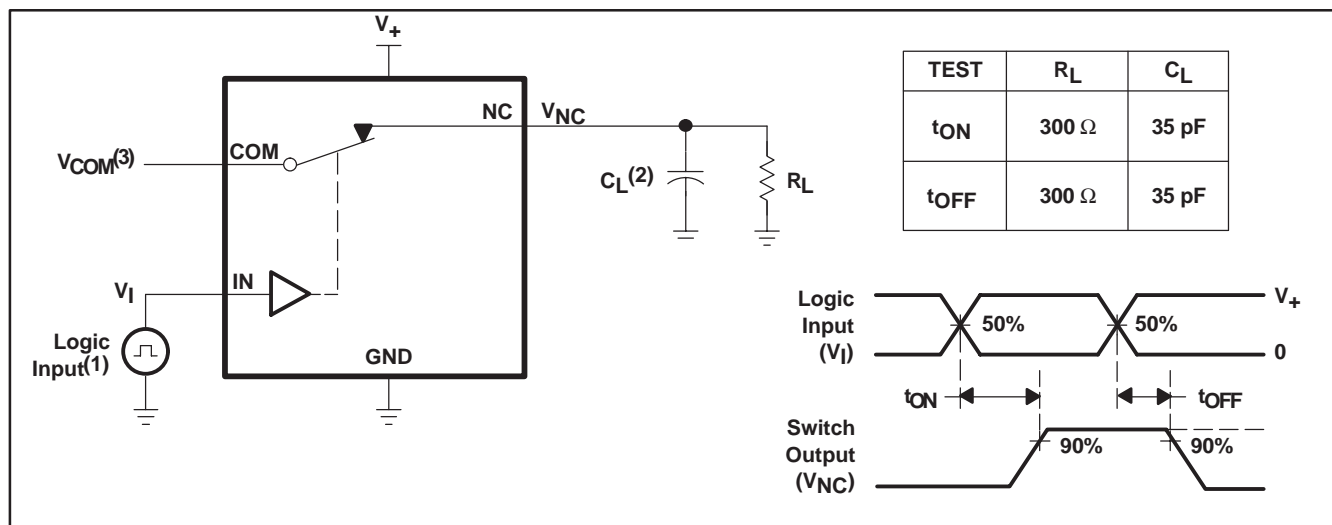 V+
NC
VNC
COM
VCOM(3)
CL(2)
RL
IN
VI
Logic
Input(1)
GND
TEST RL CL
tON 300 Ω 35 pF
tOFF 300 Ω 35 pF
Logic
Input
(VI)
50%
50%
V+
0
tON
tOFF
Switch
Output
(VNC)
90%
90%